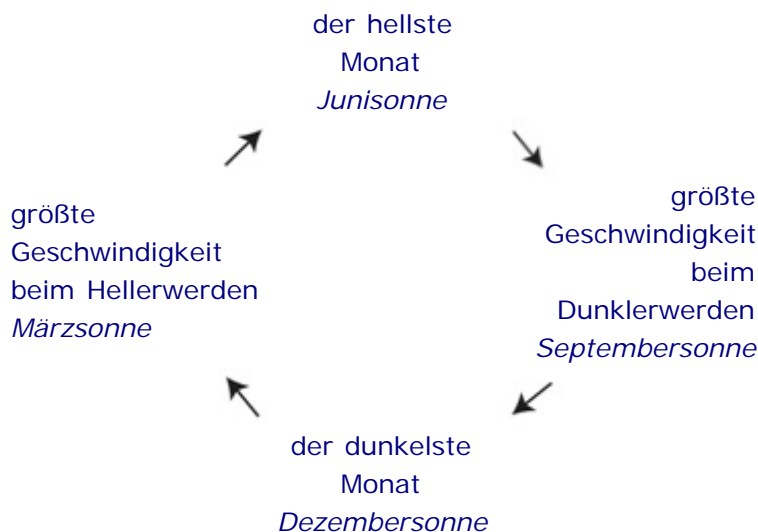 der hellste
Monat
Junisonne
größte
Geschwindigkeit
beim Hellerwerden
Märzsonne
größte
Geschwindigkeit
beim
Dunklerwerden
Septembersonne
der dunkelste
Monat
Dezembersonne